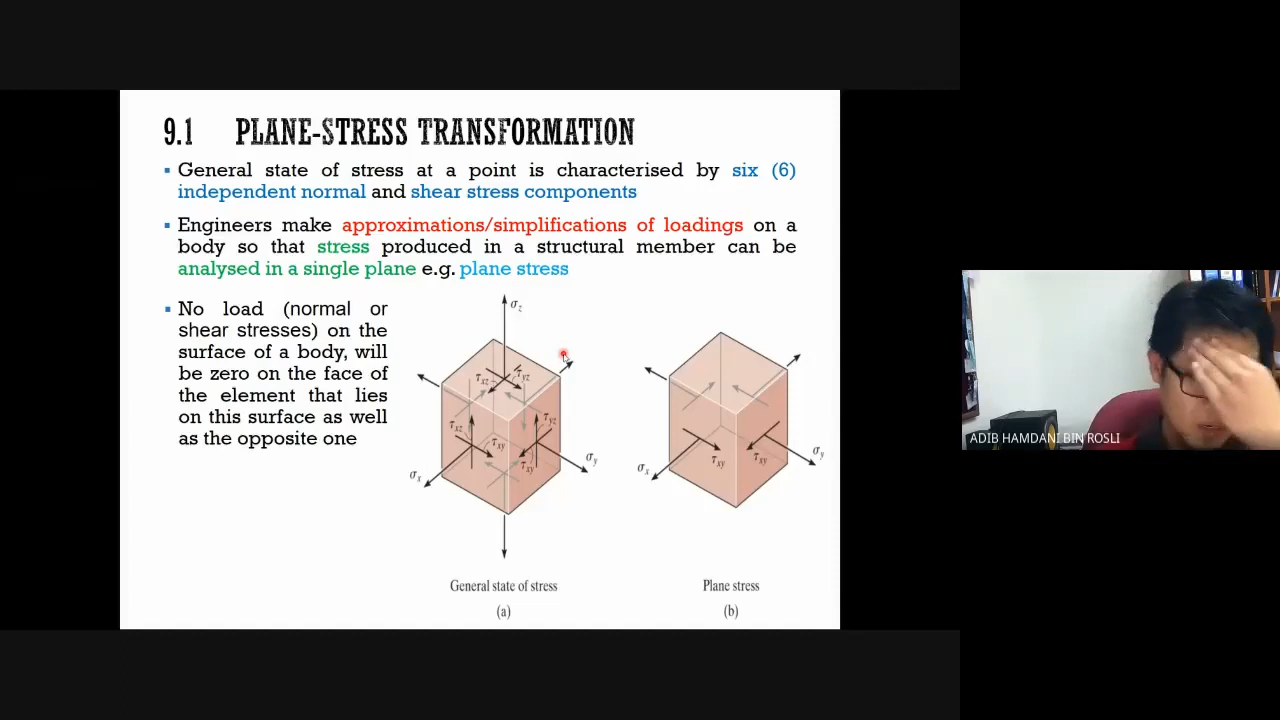 9.1 PLANE-STRESS TRANSFORMATION
▪ General state of stress at a point is characterised by six (6)
independent normal and shear stress components
▪ Engineers make approximations/simplifications of loadings on a
body so that stress produced in a structural member can be
analysed in a single plane e.g. plane stress
▪ No load (normal or
shear stresses) on the
surface of a body, will
be zero on the face of
the element that lies
on this surface as well
as the opposite one
σz
τxz τyz
τxz τyz
τxy
τxy
σx σy
General state of stress
(a)
τxy τxy
σx σy
Plane stress
(b)
ADIB HAMDANI BIN ROSLI